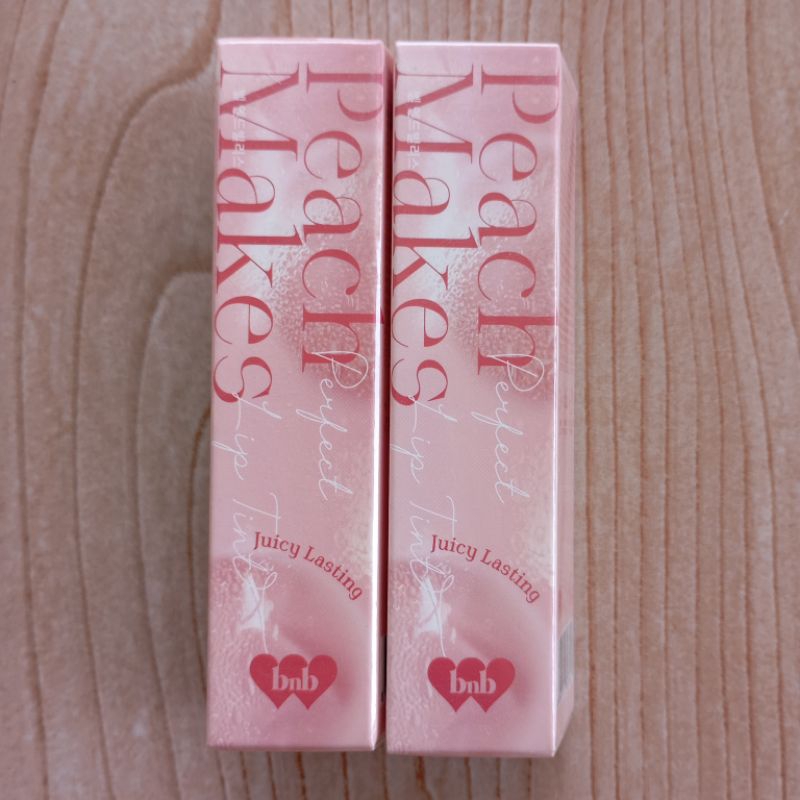 Peach
Makes
Perfect
Lip Tint
Juicy Lasting
bnb
Peach
Makes
Perfect
Lip Tint
Juicy Lasting
bnb